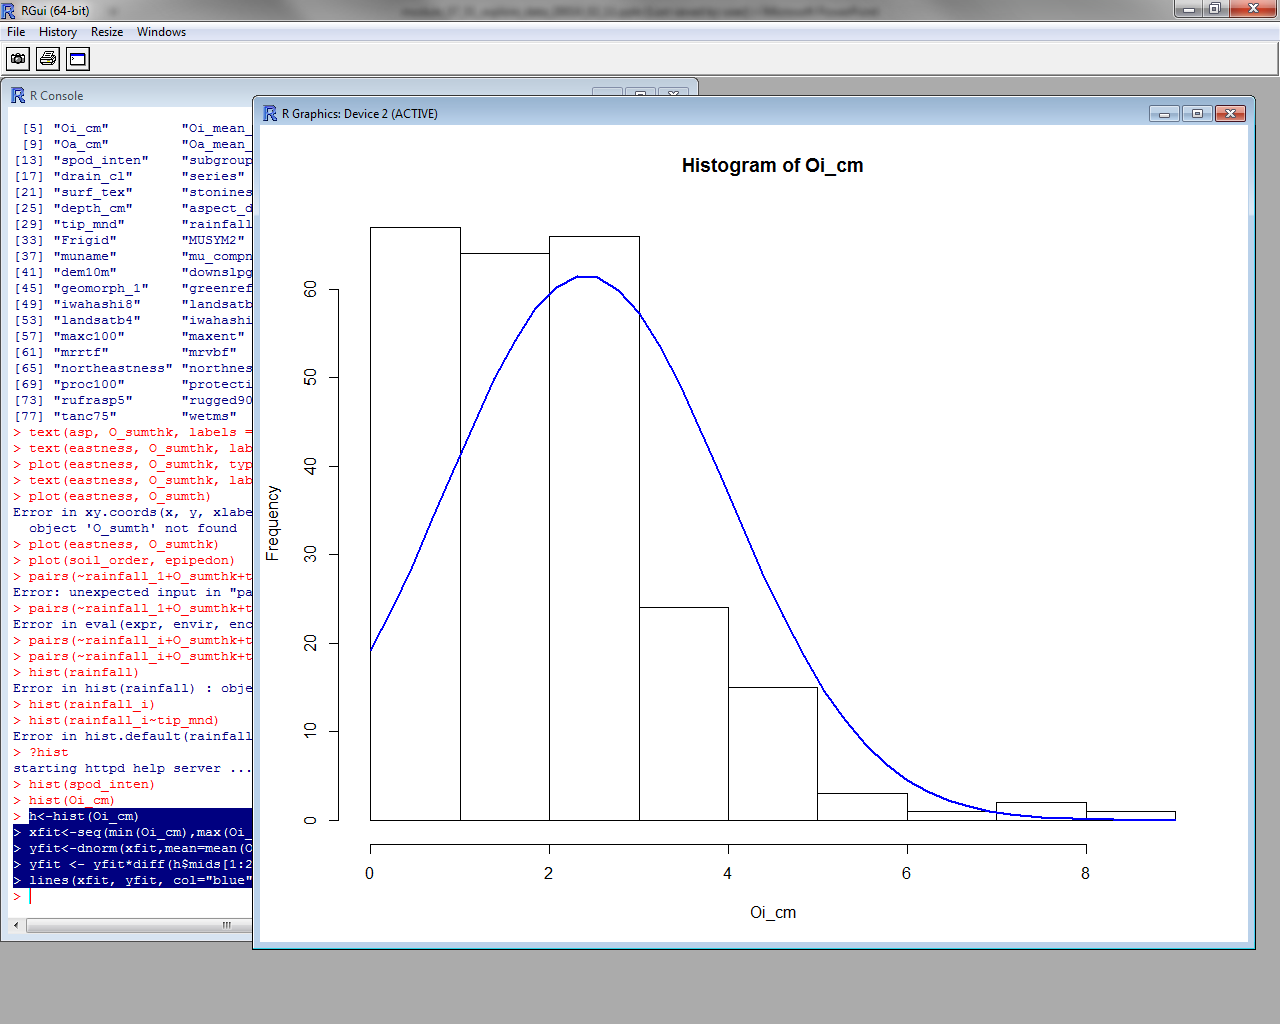 RGui (64-bit)
File History Resize Windows
R Console
[5] "Oi_cm" "Oi_mean_
[9] "Oa_cm" "Oa_mean_
[13] "spod_inten" "subgroup
[17] "drain_cl" "series"
[21] "surf_tex" "stonines
[25] "depth_cm" "aspect_d
[29] "tip_mnd" "rainfall
[33] "Frigid" "MUSYM2"
[37] "muname" "mu_compn
[41] "dem10m" "downslpg
[45] "geomorph_1" "greenref
[49] "iwahashi8" "landsatb
[53] "landsatb4" "iwahashi
[57] "maxc100" "maxent"
[61] "mrrtf" "mrvbf"
[65] "northeastness" "northnes
[69] "proc100" "protecti
[73] "rufrasp5" "rugged90
[77] "tanc75" "wetms"
> text(asp, O_sumthk, labels =
> text(eastness, O_sumthk, lab
> plot(eastness, O_sumthk, typ
> text(eastness, O_sumthk, lab
> plot(eastness, O_sumth)
Error in xy.coords(x, y, xlabe
object 'O_sumth' not found
> plot(eastness, O_sumthk)
> plot(soil_order, epipedon)
> pairs(~rainfall_1+O_sumthk+t
Error: unexpected input in "pa
> pairs(~rainfall_1+O_sumthk+t
Error in eval(expr, envir, enc
> pairs(~rainfall_i+O_sumthk+t
> pairs(~rainfall_i+O_sumthk+t
> hist(rainfall)
Error in hist(rainfall) : obje
> hist(rainfall_i)
> hist(rainfall_i~tip_mnd)
Error in hist.default(rainfall
> ?hist
starting httpd help server ...
> hist(spod_inten)
> hist(Oi_cm)
> h<-hist(Oi_cm)
> xfit<-seq(min(Oi_cm),max(Oi_
> yfit<-dnorm(xfit,mean=mean(O
> yfit <- yfit*diff(h$mids[1:2
> lines(xfit, yfit, col="blue"
>
R Graphics: Device 2 (ACTIVE)
Histogram of Oi_cm
Frequency
60
50
40
30
20
10
0
0 2 4 6 8
Oi_cm